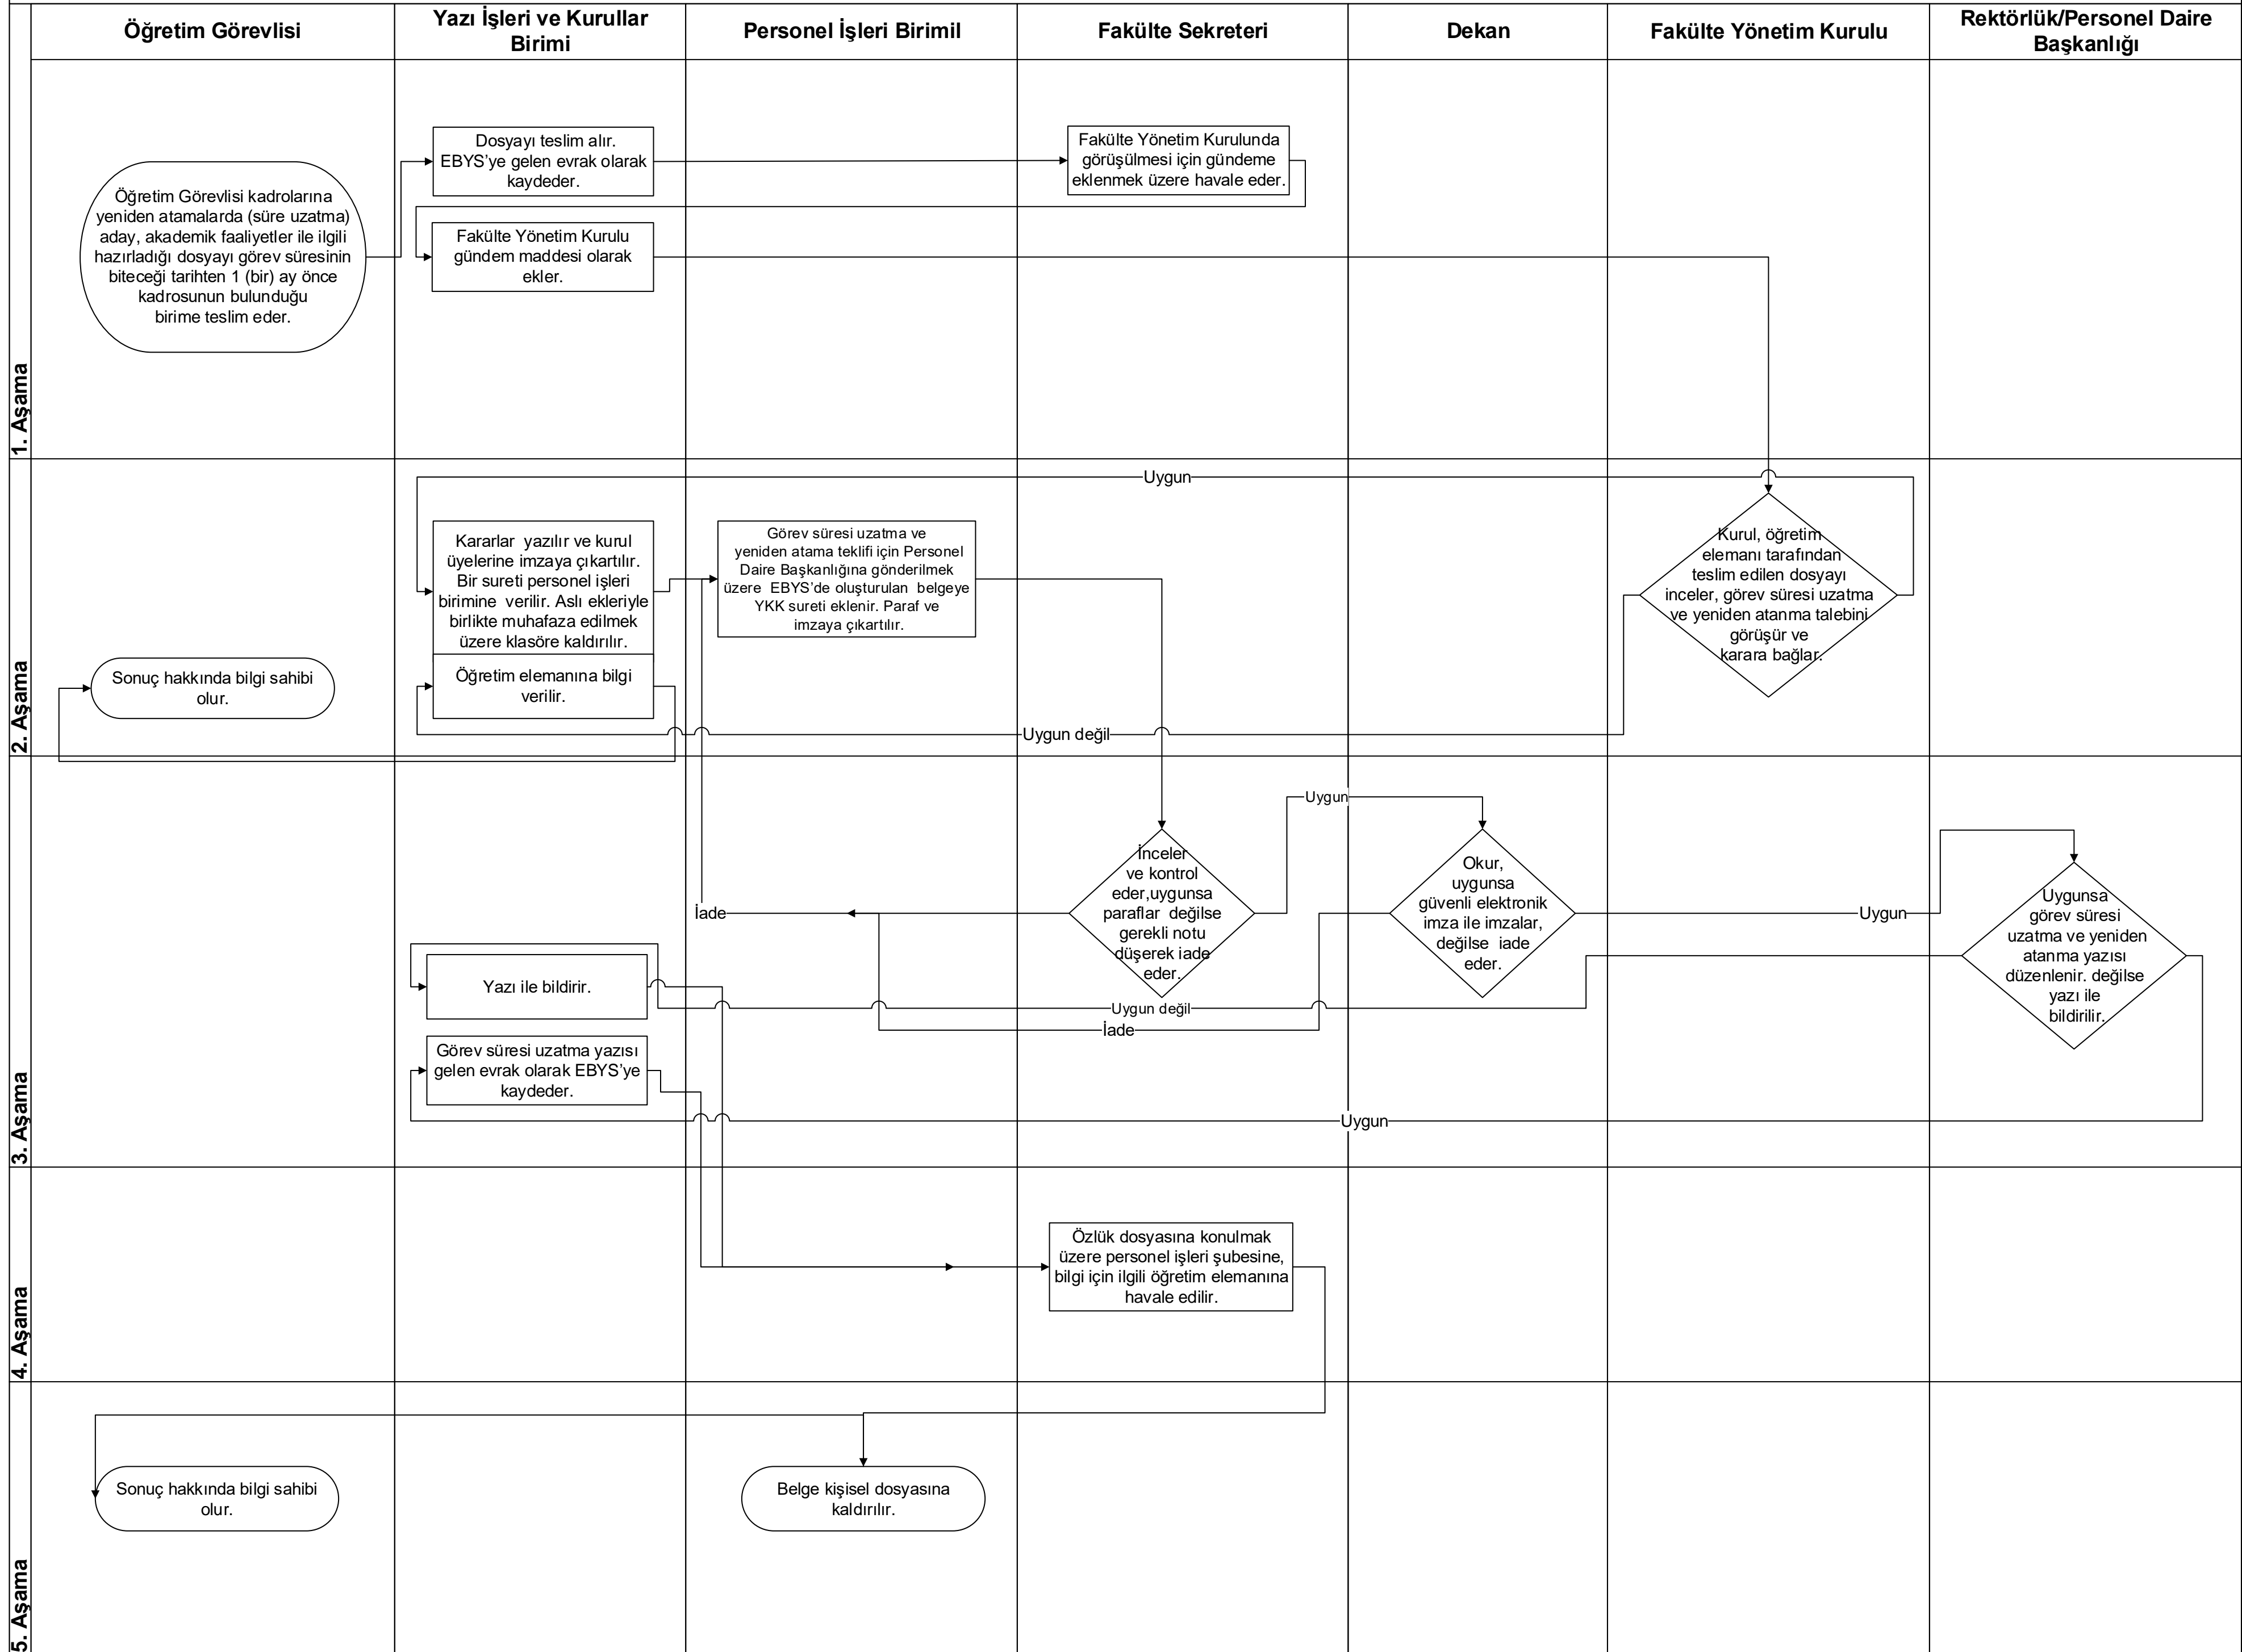 Öğretim Görevlisi
Yazı İşleri ve Kurullar
Birimi
Personel İşleri Birimil
Fakülte Sekreteri
Dekan
Fakülte Yönetim Kurulu
Rektörlük/Personel Daire
Başkanlığı
1. Aşama
Öğretim Görevlisi kadrolarına
yeniden atamalarda (süre uzatma)
aday, akademik faaliyetler ile ilgili
hazırladığı dosyayı görev süresinin
biteceği tarihten 1 (bir) ay önce
kadrosunun bulunduğu
birime teslim eder.
Dosyayı teslim alır.
EBYS’ye gelen evrak olarak
kaydeder.
Fakülte Yönetim Kurulunda
görüşülmesi için gündeme
eklenmek üzere havale eder.
Fakülte Yönetim Kurulu
gündem maddesi olarak
ekler.
2. Aşama
Uygun
Kararlar  yazılır ve kurul
üyelerine imzaya çıkartılır.
Bir sureti personel işleri
birimine  verilir. Aslı ekleriyle
birlikte muhafaza edilmek
üzere klasöre kaldırılır.
Görev süresi uzatma ve
yeniden atama teklifi için Personel
Daire Başkanlığına gönderilmek
üzere  EBYS’de oluşturulan  belgeye
YKK sureti eklenir. Paraf ve
imzaya çıkartılır.
Kurul, öğretim
elemanı tarafından
teslim edilen dosyayı
inceler, görev süresi uzatma
ve yeniden atanma talebini
görüşür ve
karara bağlar.
Sonuç hakkında bilgi sahibi
olur.
Öğretim elemanına bilgi
verilir.
Uygun değil
3. Aşama
Uygun
İnceler
ve kontrol
eder,uygunsa
paraflar  değilse
gerekli notu
düşerek iade
eder.
Okur,
uygunsa
güvenli elektronik
imza ile imzalar,
değilse  iade
eder.
Uygunsa
görev süresi
uzatma ve yeniden
atanma yazısı
düzenlenir. değilse
yazı ile
bildirilir.
İade
Uygun
Yazı ile bildirir.
Uygun değil
İade
Görev süresi uzatma yazısı
gelen evrak olarak EBYS’ye
kaydeder.
Uygun
4. Aşama
Özlük dosyasına konulmak
üzere personel işleri şubesine,
bilgi için ilgili öğretim elemanına
havale edilir.
5. Aşama
Sonuç hakkında bilgi sahibi
olur.
Belge kişisel dosyasına
kaldırılır.